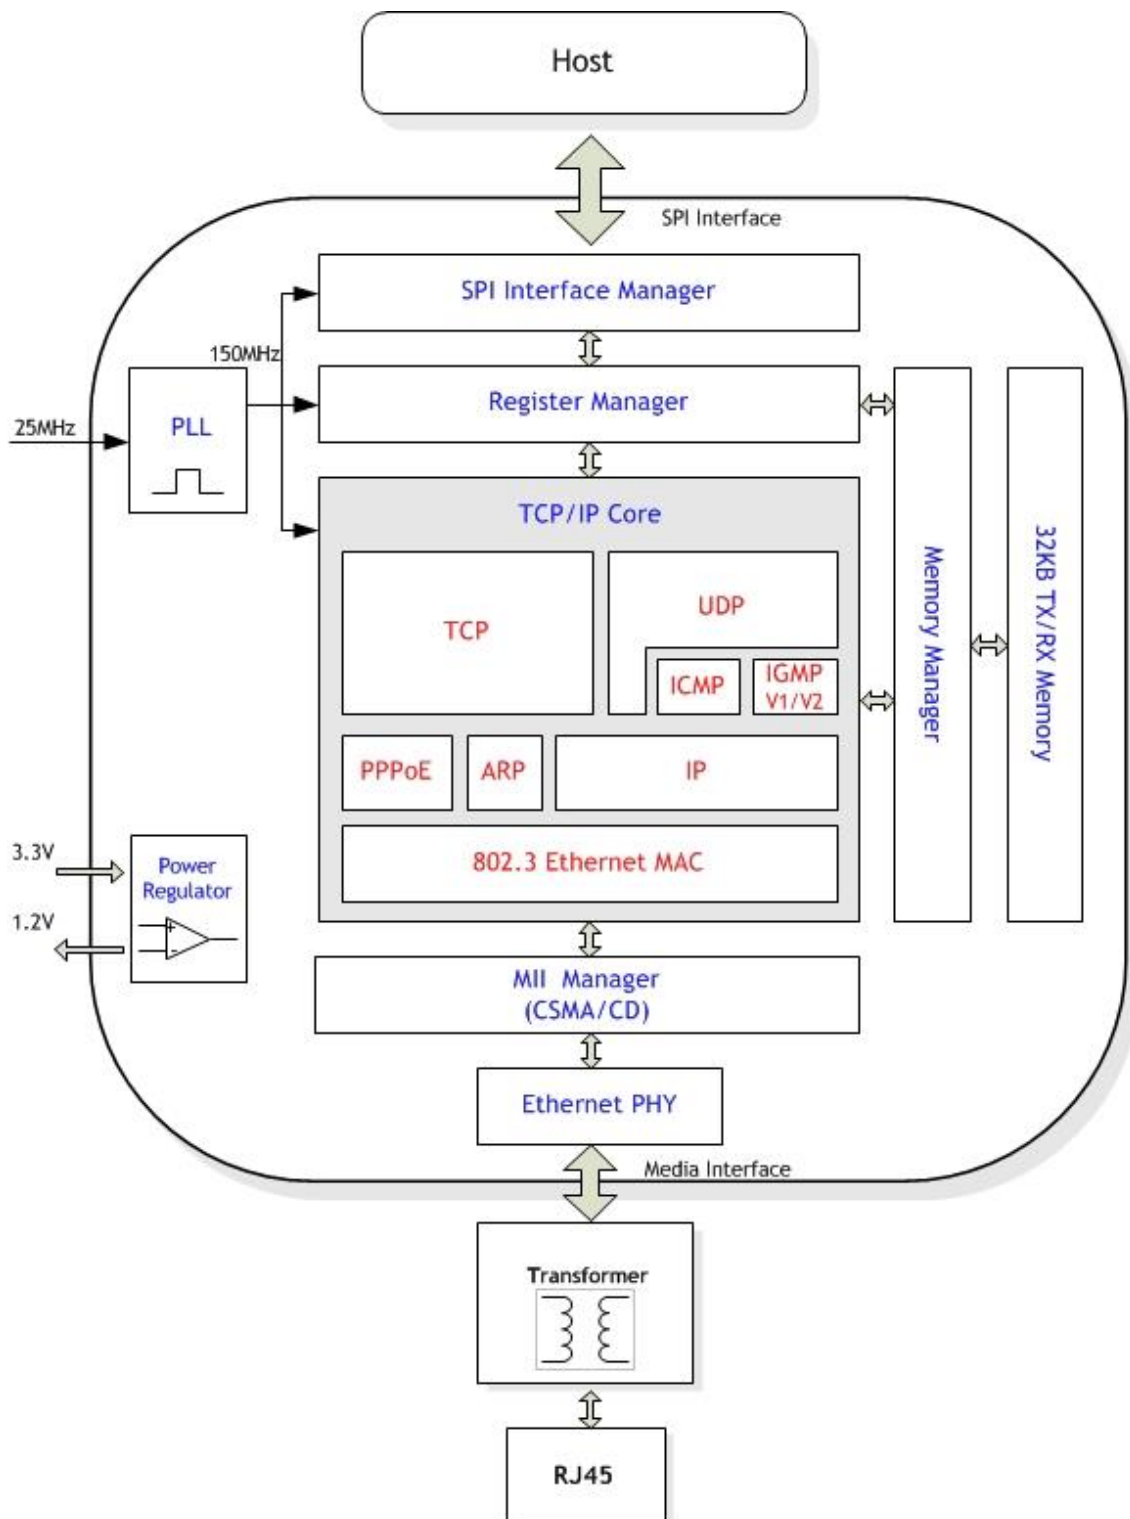 Host
SPI Interface
SPI Interface Manager
150MHz
Register Manager
25MHz
PLL
TCP/IP Core
TCP
UDP
ICMP
IGMP
V1/V2
Memory Manager
32KB TX/RX Memory
PPPoE
ARP
IP
802.3 Ethernet MAC
3.3V
1.2V
Power
Regulator
+
-
MII Manager
(CSMA/CD)
Ethernet PHY
Media Interface
Transformer
RJ45